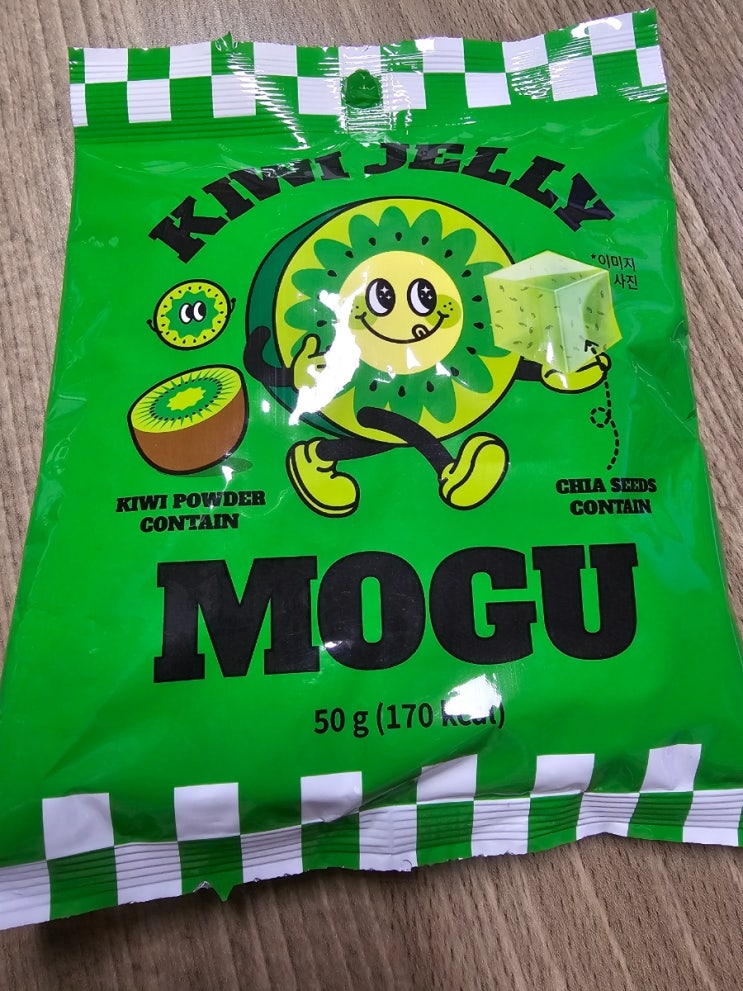 KIWI JELLY
*이미지
사진
KIWI POWDER
CONTAIN
CHIA SEEDS
CONTAIN
MOGU
50 g (170 kcal)